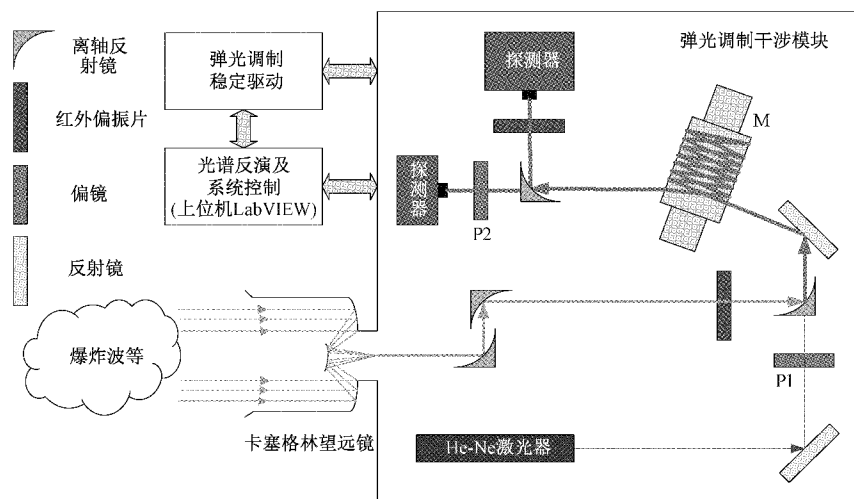 离轴反
射镜
红外偏振片
偏镜
反射镜
弹光调制
稳定驱动
光谱反演及
系统控制
(上位机LabVIEW)
爆炸波等
卡塞格林望远镜
弹光调制干涉模块
探测器
探测器
M
P2
P1
He-Ne激光器